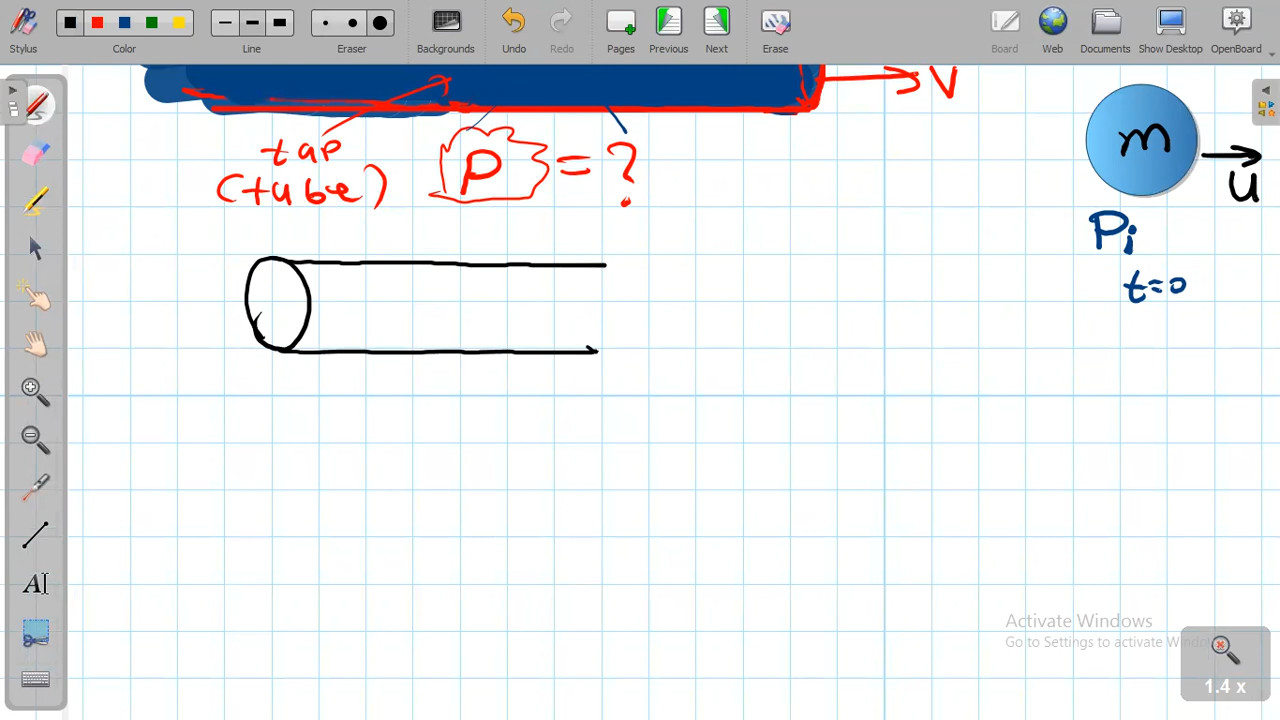 Stylus
Color
Line
Eraser
Backgrounds
Undo
Redo
Pages
Previous
Next
Erase
Board
Web
Documents
Show Desktop
OpenBoard
V
tap
(tube)
P = ?
m
u
Pi
t=0
Activate Windows
Go to Settings to activate Windows
1.4 x